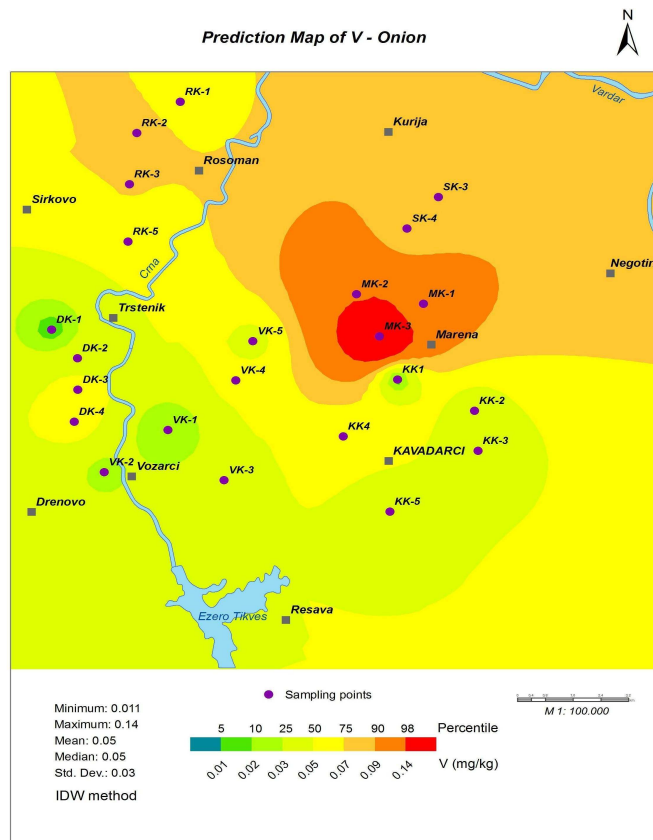 N
Prediction Map of V - Onion
Vardar
RK-1
RK-2
Kurija
Rosoman
RK-3
SK-3
Sirkovo
SK-4
RK-5
Crna
Negotin
MK-2
MK-1
Trstenik
DK-1
VK-5
MK-3
Marena
DK-2
VK-4
KK1
DK-3
KK-2
DK-4
VK-1
KK4
KK-3
KAVADARCI
VK-2
Vozarci
VK-3
Drenovo
KK-5
Ezero Tikves
Resava
Sampling points
M 1: 100.000
Minimum: 0.011
Maximum: 0.14
Mean: 0.05
Median: 0.05
Std. Dev.: 0.03
IDW method
5 10 25 50 75 90 98 Percentile
0.01 0.02 0.03 0.05 0.07 0.09 0.14 V (mg/kg)